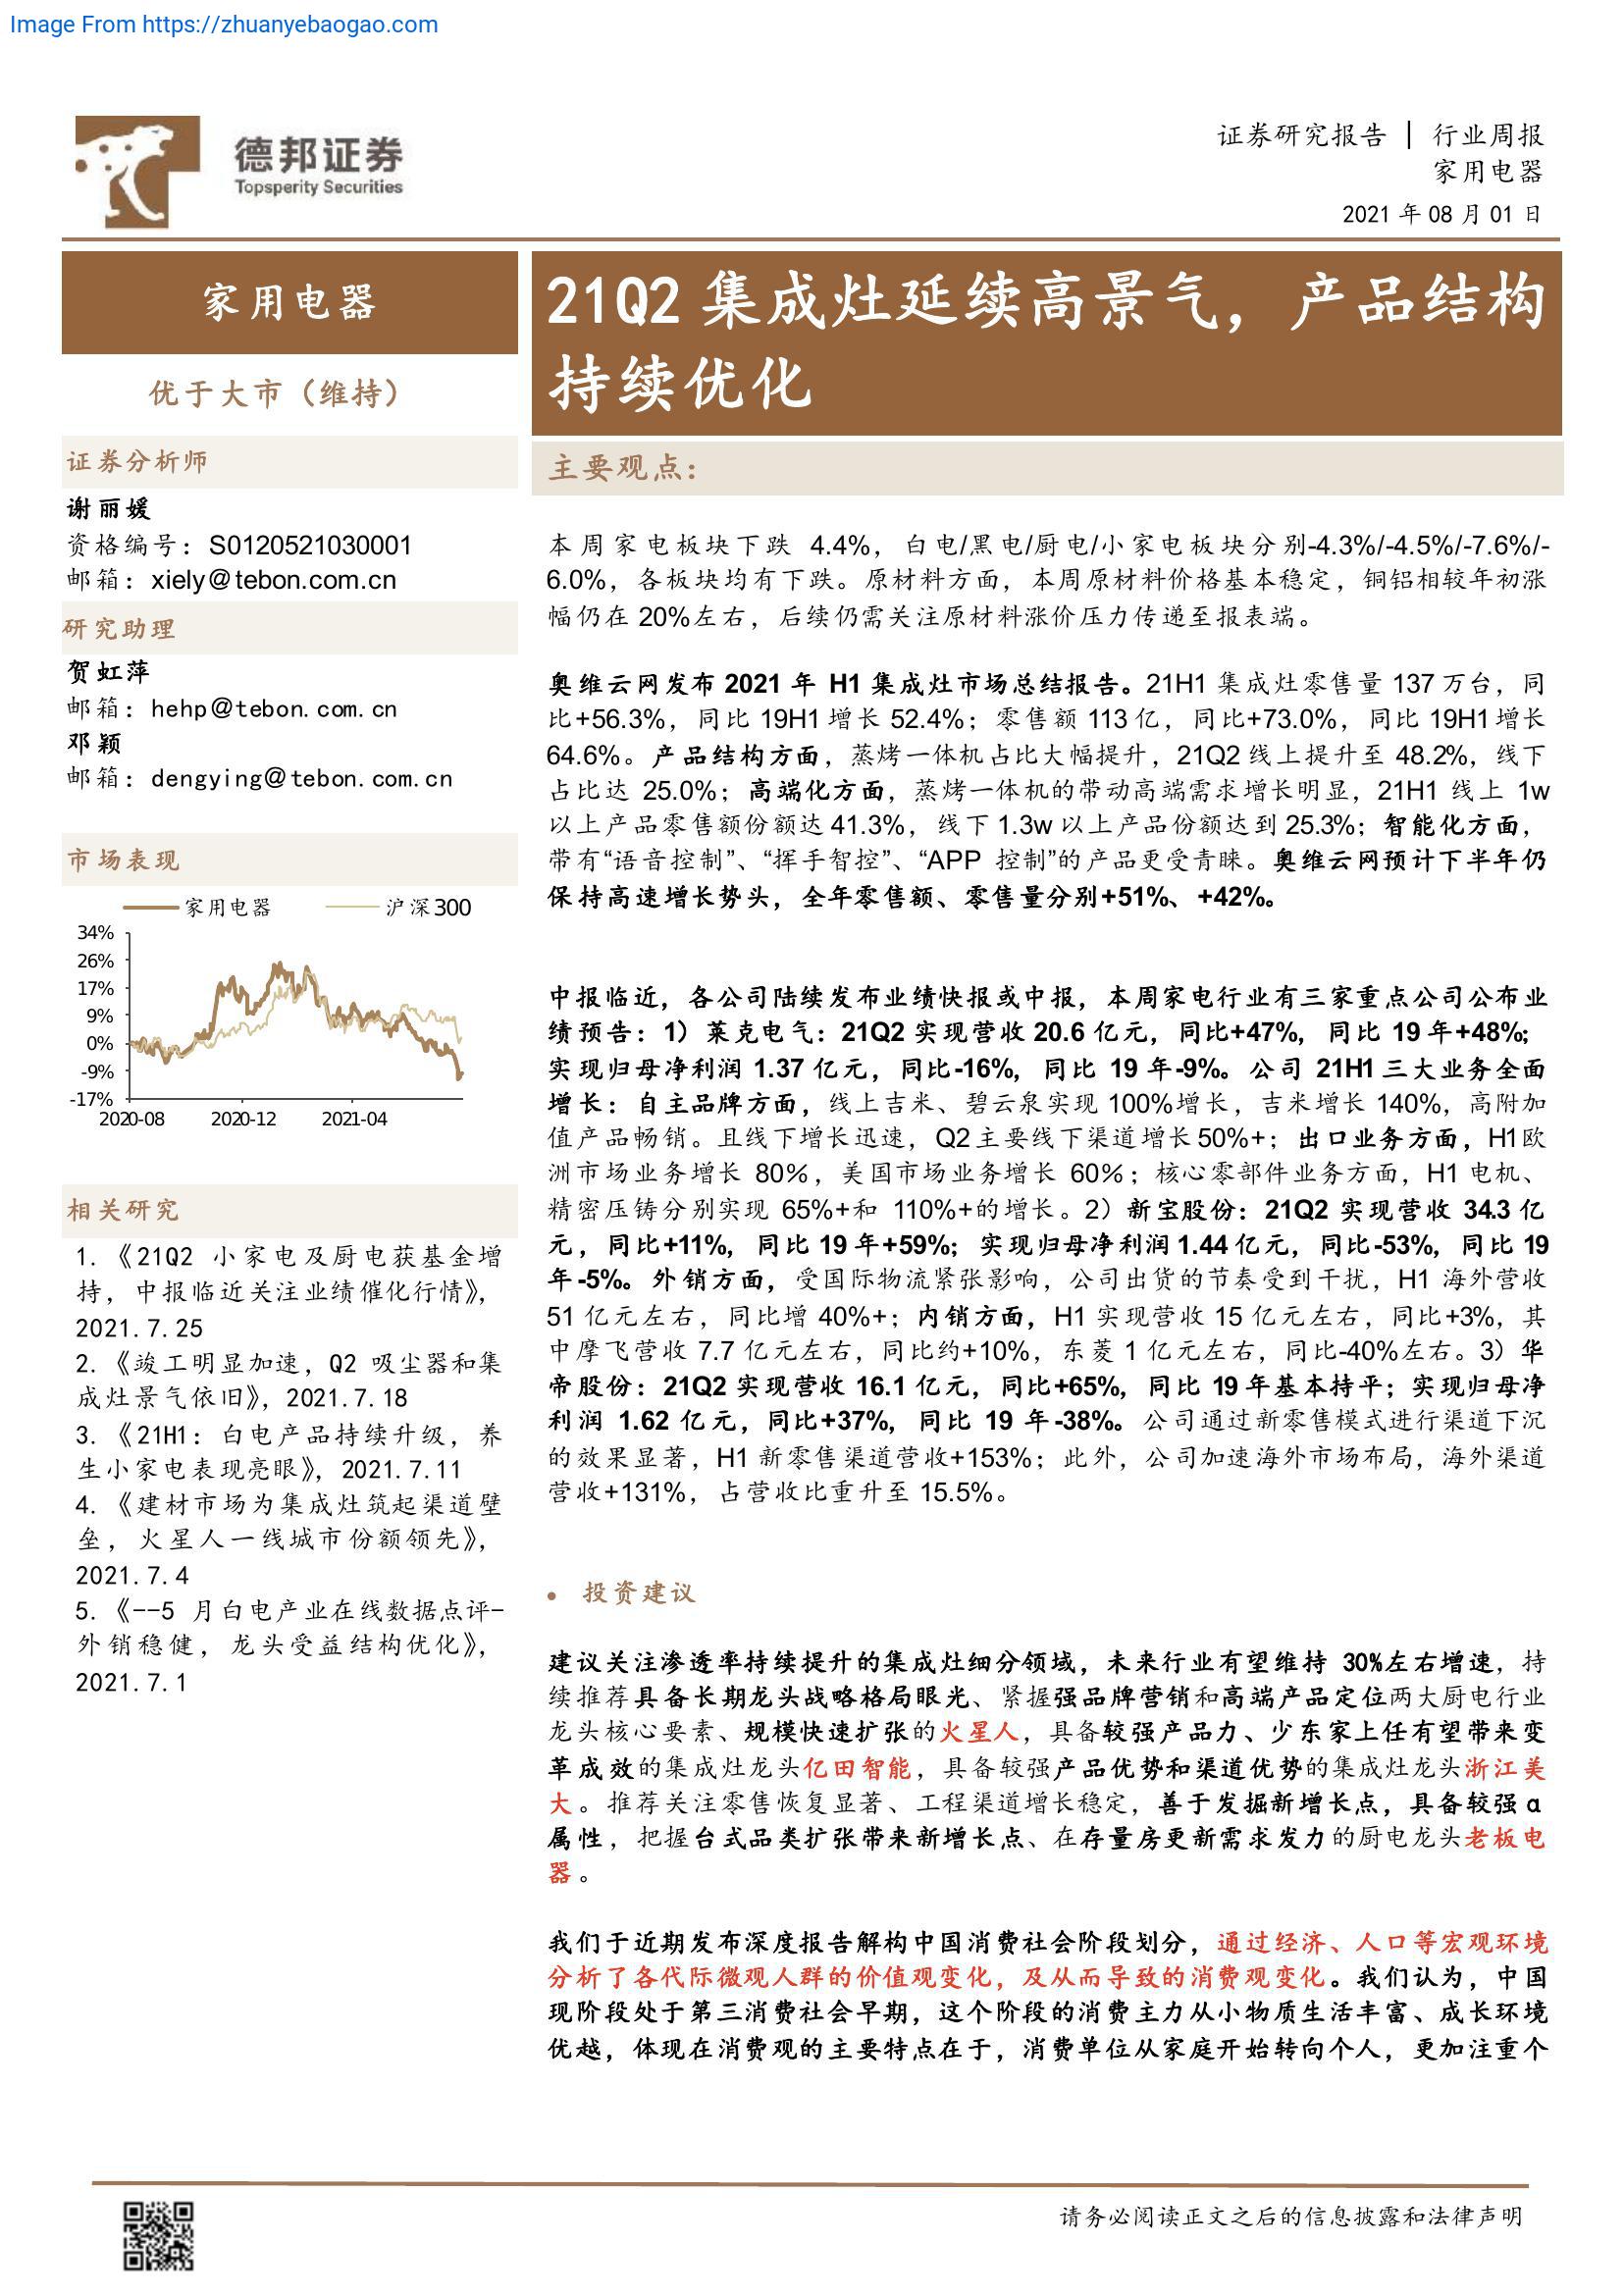 Image From https://zhuanyebaogao.com
德邦证券
Topsperity Securities
证券研究报告 | 行业周报
家用电器
2021 年 08 月 01 日
家用电器
优于大市（维持）
证券分析师
谢丽媛
资格编号：S0120521030001
邮箱：xiely@tebon.com.cn
研究助理
贺虹萍
邮箱：hehp@tebon.com.cn
邓颖
邮箱：dengying@tebon.com.cn
市场表现
家用电器 沪深300
34%
26%
17%
9%
0%
-9%
-17%
2020-08 2020-12 2021-04
相关研究
1.《21Q2 小家电及厨电获基金增
持，中报临近关注业绩催化行情》，
2021.7.25
2.《竣工明显加速，Q2 吸尘器和集
成灶景气依旧》，2021.7.18
3.《21H1：白电产品持续升级，养
生小家电表现亮眼》，2021.7.11
4.《建材市场为集成灶筑起渠道壁
垒，火星人一线城市份额领先》，
2021.7.4
5.《--5 月白电产业在线数据点评-
外销稳健，龙头受益结构优化》，
2021.7.1
21Q2 集成灶延续高景气，产品结构
持续优化
主要观点：
本周家电板块下跌 4.4%，白电/黑电/厨电/小家电板块分别-4.3%/-4.5%/-7.6%/-
6.0%，各板块均有下跌。原材料方面，本周原材料价格基本稳定，铜铝相较年初涨
幅仍在 20%左右，后续仍需关注原材料涨价压力传递至报表端。
奥维云网发布 2021 年 H1 集成灶市场总结报告。21H1 集成灶零售量 137 万台，同
比+56.3%，同比 19H1 增长 52.4%；零售额 113 亿，同比+73.0%，同比 19H1 增长
64.6%。产品结构方面，蒸烤一体机占比大幅提升，21Q2 线上提升至 48.2%，线下
占比达 25.0%；高端化方面，蒸烤一体机的带动高端需求增长明显，21H1 线上 1w
以上产品零售额份额达 41.3%，线下 1.3w 以上产品份额达到 25.3%；智能化方面，
带有“语音控制”、“挥手智控”、“APP 控制”的产品更受青睐。奥维云网预计下半年仍
保持高速增长势头，全年零售额、零售量分别+51%、+42%。
中报临近，各公司陆续发布业绩快报或中报，本周家电行业有三家重点公司公布业
绩预告：1）莱克电气：21Q2 实现营收 20.6 亿元，同比+47%，同比 19 年+48%；
实现归母净利润 1.37 亿元，同比-16%，同比 19 年-9%。公司 21H1 三大业务全面
增长：自主品牌方面，线上吉米、碧云泉实现 100%增长，吉米增长 140%，高附加
值产品畅销。且线下增长迅速，Q2 主要线下渠道增长 50%+；出口业务方面，H1 欧
洲市场业务增长 80%，美国市场业务增长 60%；核心零部件业务方面，H1 电机、
精密压铸分别实现 65%+和 110%+的增长。2）新宝股份：21Q2 实现营收 34.3 亿
元，同比+11%，同比 19 年+59%；实现归母净利润 1.44 亿元，同比-53%，同比 19
年-5%。外销方面，受国际物流紧张影响，公司出货的节奏受到干扰，H1 海外营收
51 亿元左右，同比增 40%+；内销方面，H1 实现营收 15 亿元左右，同比+3%，其
中摩飞营收 7.7 亿元左右，同比约+10%，东菱 1 亿元左右，同比-40%左右。3）华
帝股份：21Q2 实现营收 16.1 亿元，同比+65%，同比 19 年基本持平；实现归母净
利润 1.62 亿元，同比+37%，同比 19 年-38%。公司通过新零售模式进行渠道下沉
的效果显著，H1 新零售渠道营收+153%；此外，公司加速海外市场布局，海外渠道
营收+131%，占营收比重升至 15.5%。
• 投资建议
建议关注渗透率持续提升的集成灶细分领域，未来行业有望维持 30%左右增速，持
续推荐具备长期龙头战略格局眼光、紧握强品牌营销和高端产品定位两大厨电行业
龙头核心要素、规模快速扩张的火星人，具备较强产品力、少东家上任有望带来变
革成效的集成灶龙头亿田智能，具备较强产品优势和渠道优势的集成灶龙头浙江美
大。推荐关注零售恢复显著、工程渠道增长稳定，善于发掘新增长点，具备较强 α
属性，把握台式品类扩张带来新增长点、在存量房更新需求发力的厨电龙头老板电
器。
我们于近期发布深度报告解构中国消费社会阶段划分，通过经济、人口等宏观环境
分析了各代际微观人群的价值观变化，及从而导致的消费观变化。我们认为，中国
现阶段处于第三消费社会早期，这个阶段的消费主力从小物质生活丰富、成长环境
优越，体现在消费观的主要特点在于，消费单位从家庭开始转向个人，更加注重个
请务必阅读正文之后的信息披露和法律声明